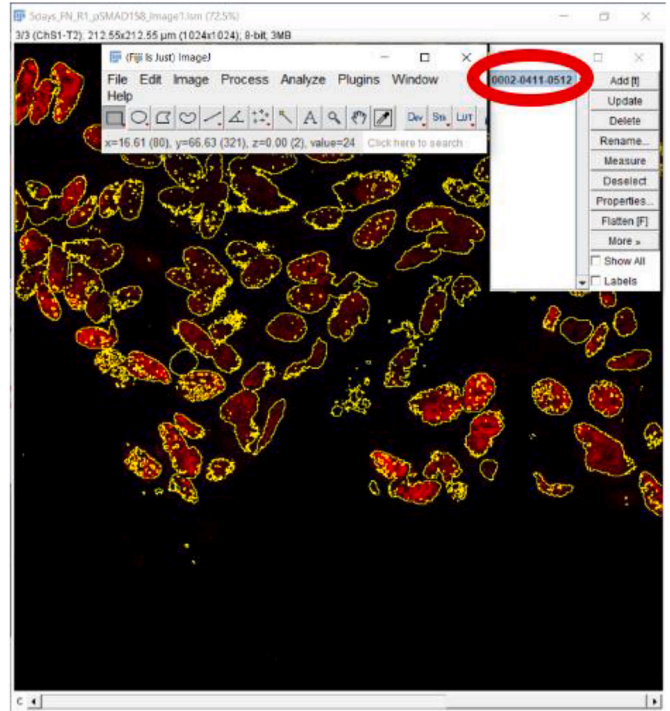 5days_FN_R1_pSMAD158_Image1.lsm (72.5%)
3/3 (ChS1-T2); 212.55x212.55 µm (1024x1024); 8-bit; 3MB
(Fiji Is Just) ImageJ
File Edit Image Process Analyze Plugins Window
Help
A Dev Stk LUT
x=16.61 (80), y=66.63 (321), z=0.00 (2), value=24 Click here to search
0002-0411-0512
Add [t]
Update
Delete
Rename...
Measure
Deselect
Properties...
Flatten [F]
More »
Show All
Labels
C